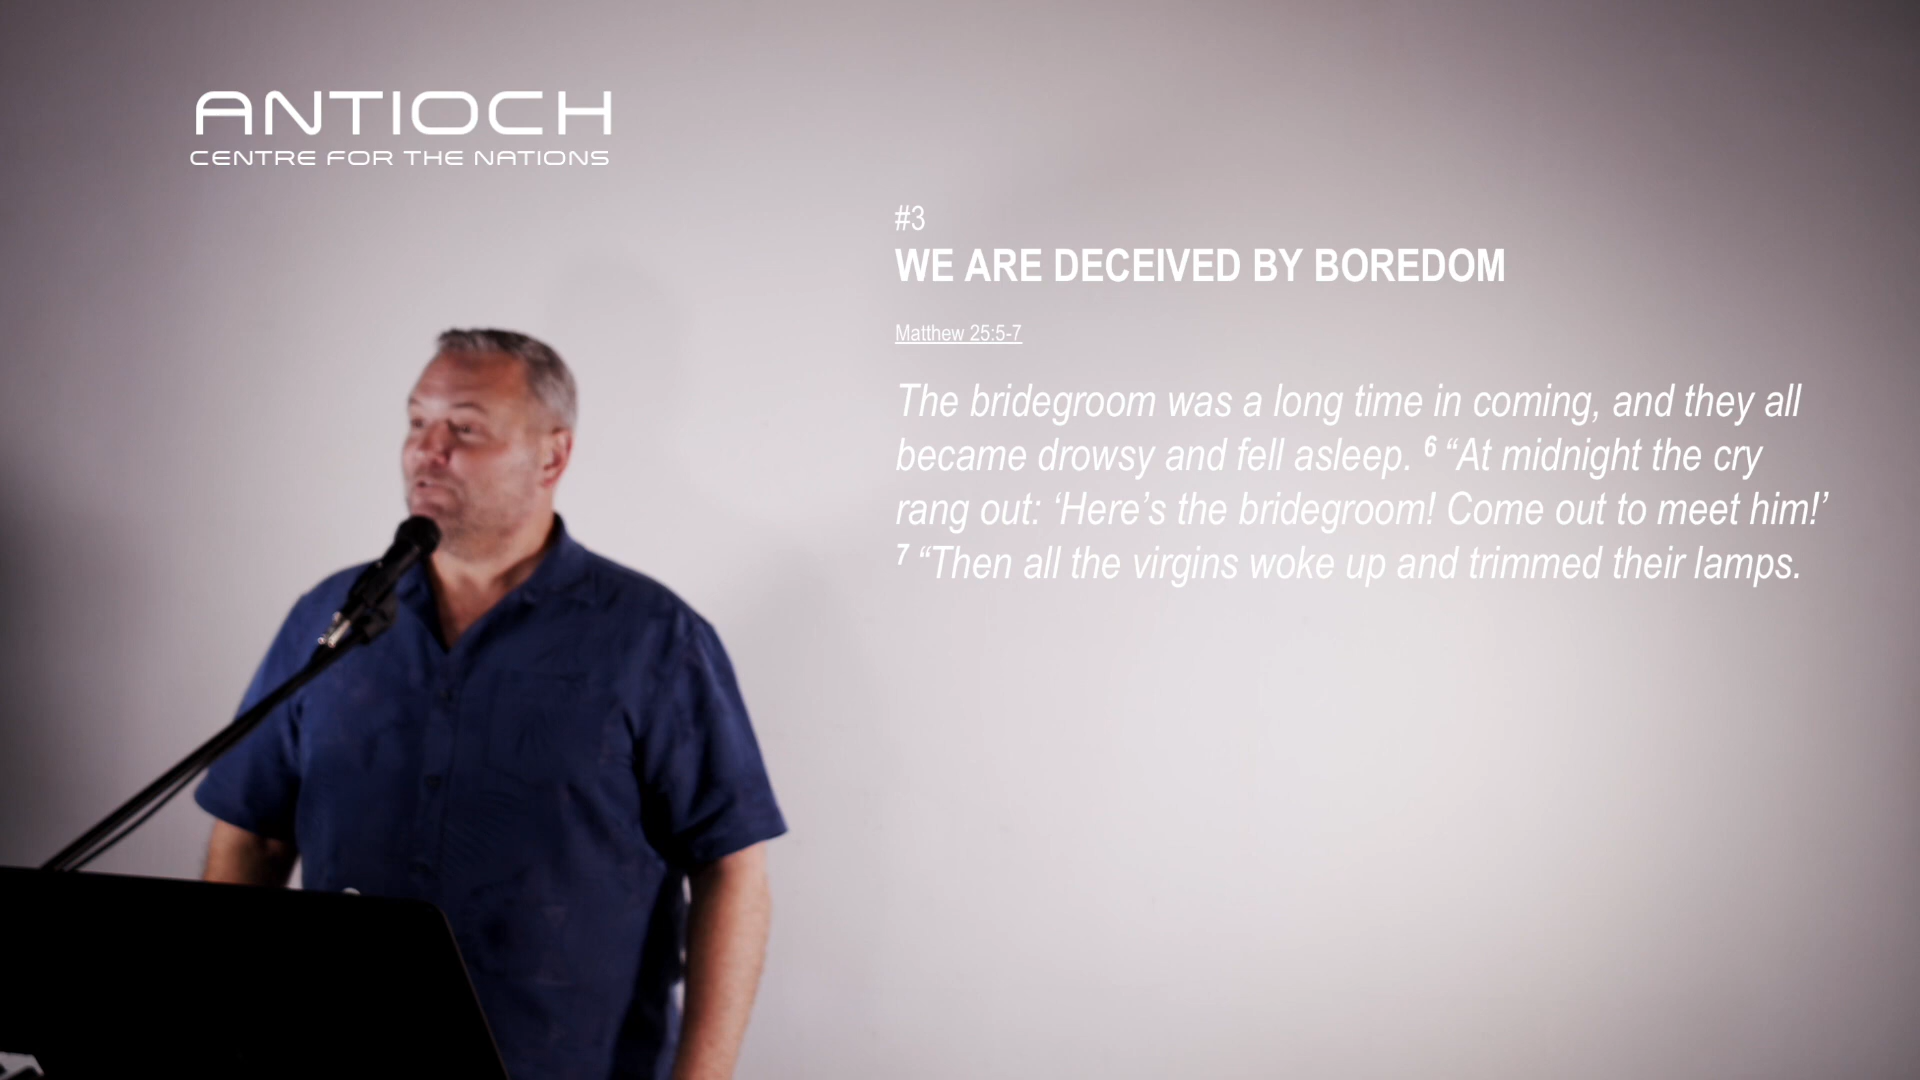 ANTIOCH
CENTRE FOR THE NATIONS
#3
WE ARE DECEIVED BY BOREDOM
Matthew 25:5-7
The bridegroom was a long time in coming, and they all
became drowsy and fell asleep. ⁶ “At midnight the cry
rang out: ‘Here’s the bridegroom! Come out to meet him!’
⁷ “Then all the virgins woke up and trimmed their lamps.